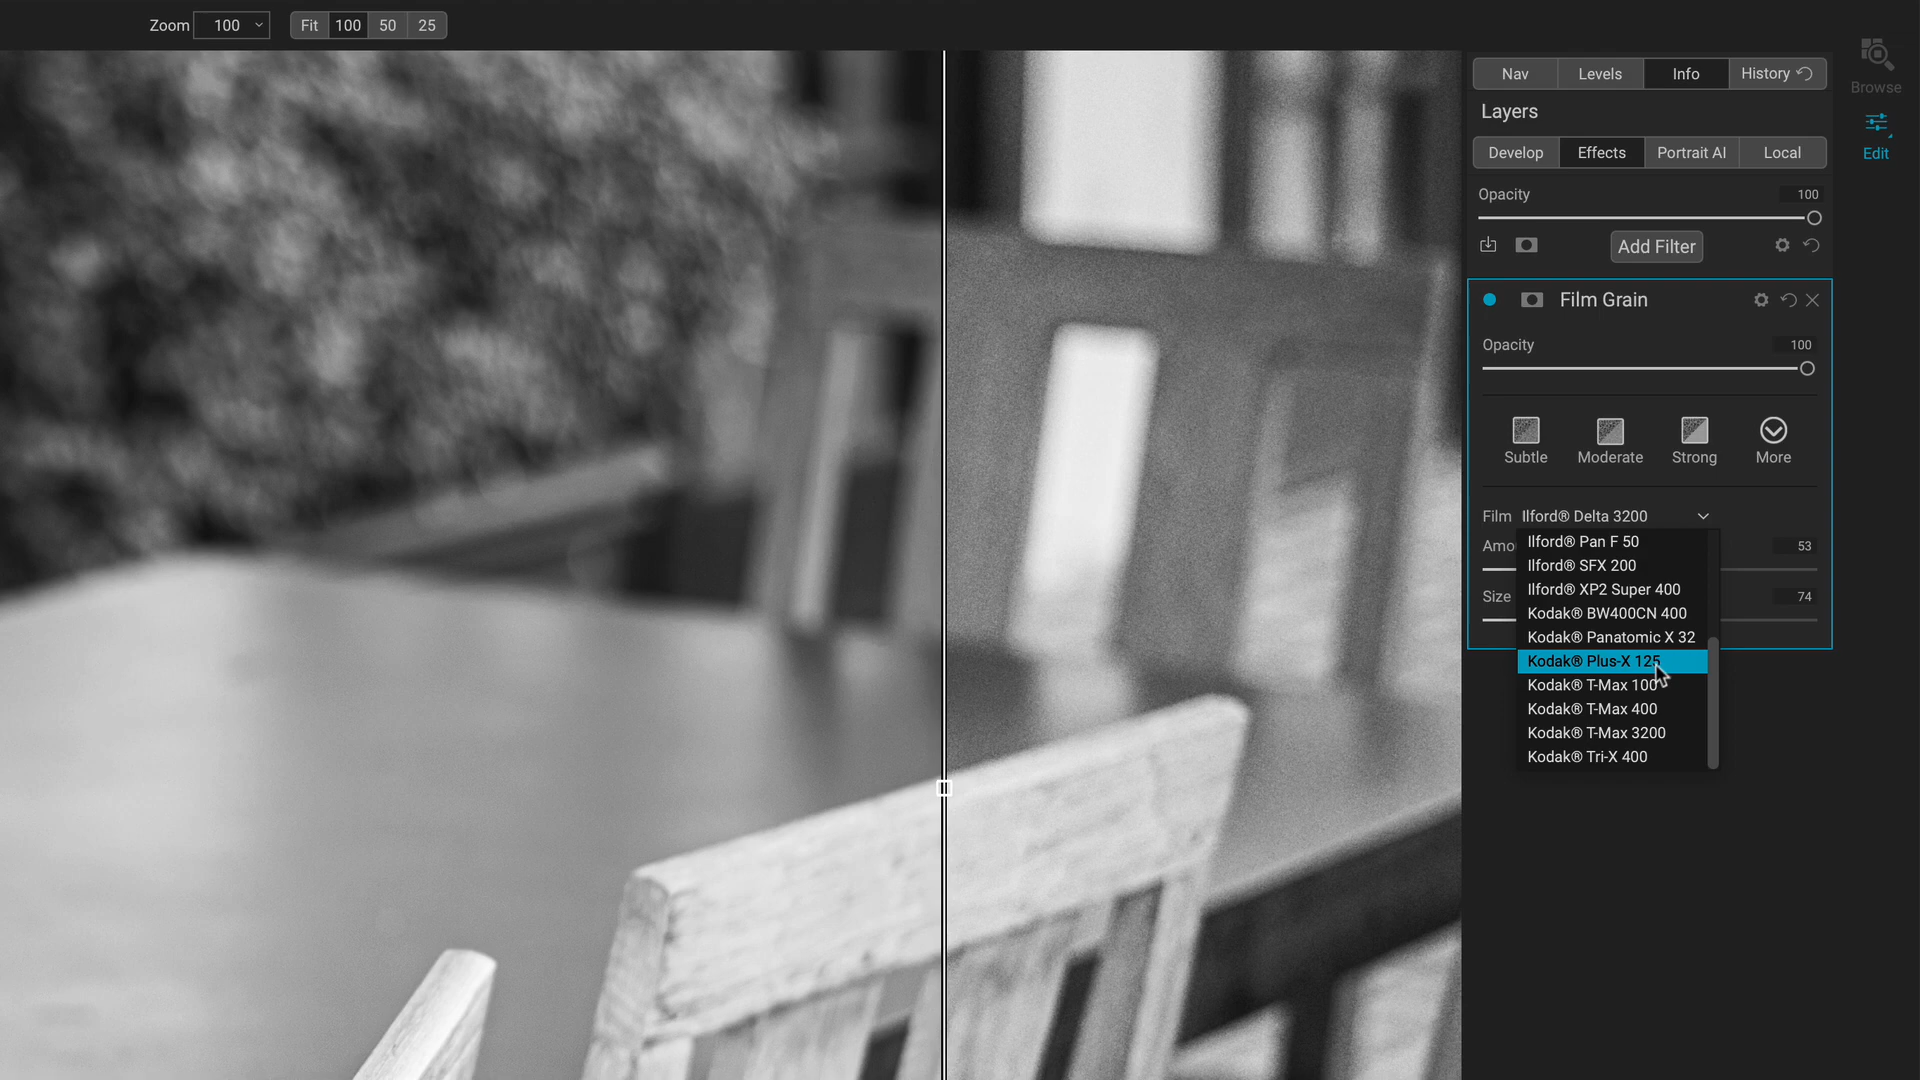 Zoom 100 Fit 100 50 25
Browse
Edit
Nav Levels Info History
Layers
Develop Effects Portrait AI Local
Opacity 100
Add Filter
Film Grain
Opacity 100
Subtle Moderate Strong More
Film Ilford® Delta 3200
Amo 53
Size 74
Ilford® Pan F 50
Ilford® SFX 200
Ilford® XP2 Super 400
Kodak® BW400CN 400
Kodak® Panatomic X 32
Kodak® Plus-X 125
Kodak® T-Max 100
Kodak® T-Max 400
Kodak® T-Max 3200
Kodak® Tri-X 400